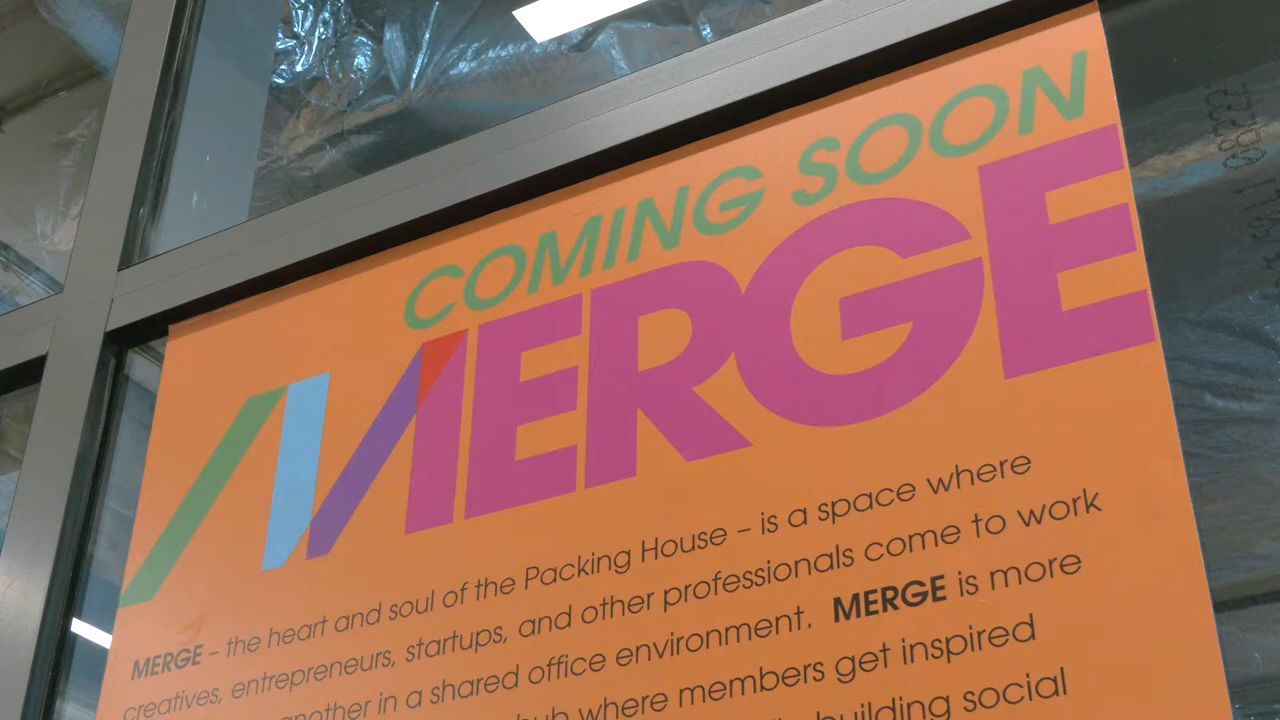 COMING SOON
MERGE
MERGE – the heart and soul of the Packing House – is a space where
creatives, entrepreneurs, startups, and other professionals come to work
another in a shared office environment. MERGE is more
hub where members get inspired
building social